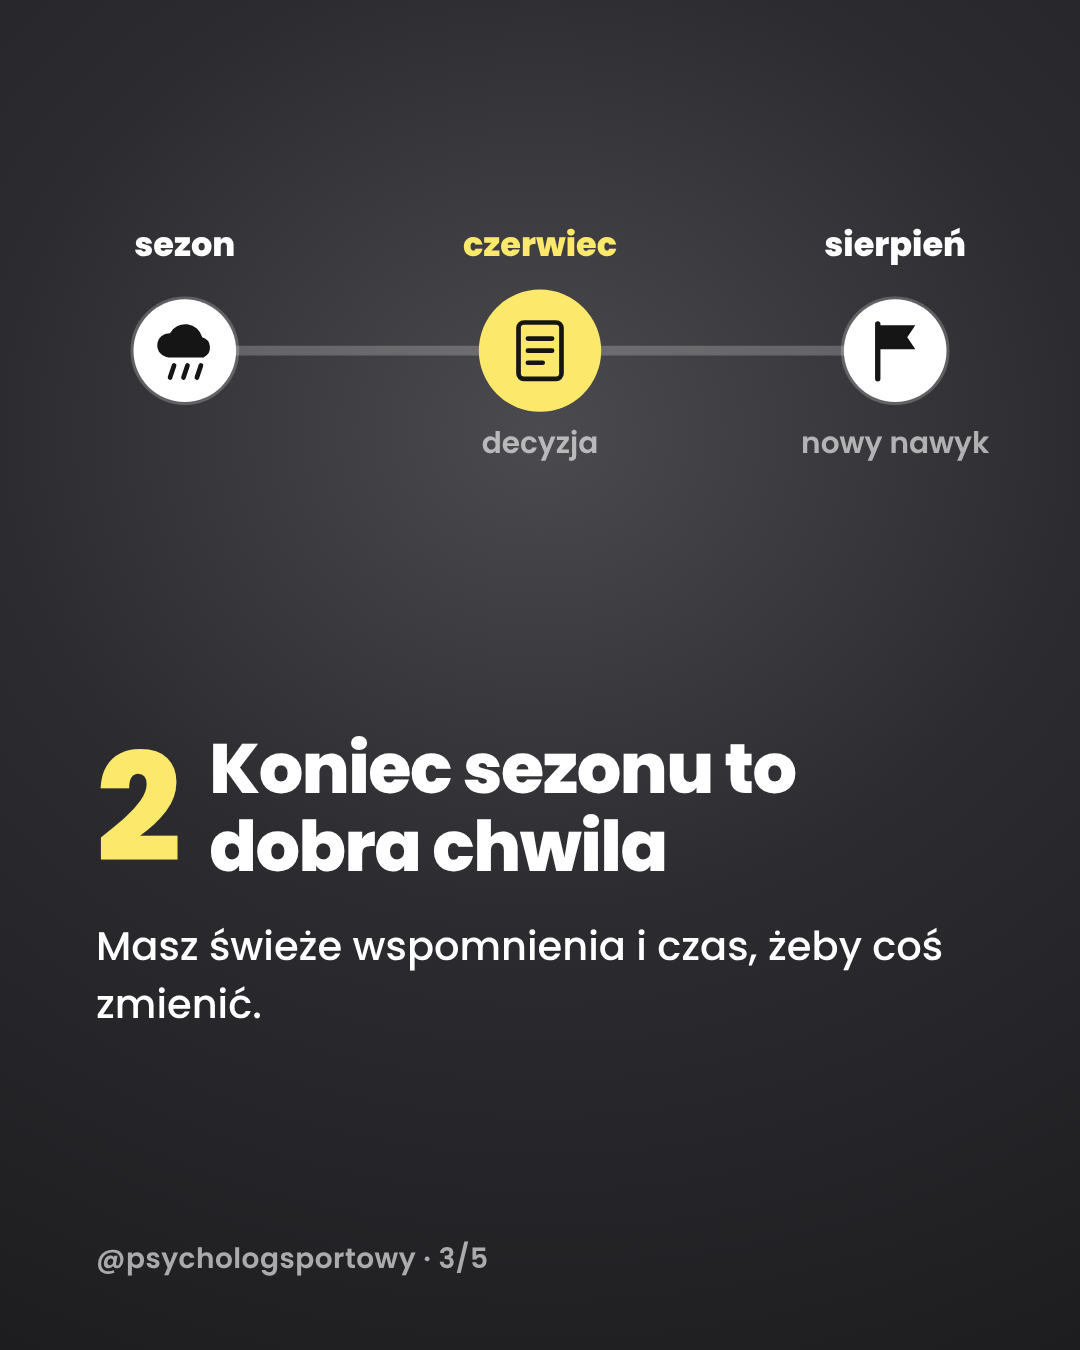 sezon
czerwiec
sierpień
decyzja
nowy nawyk
2
Koniec sezonu to
dobra chwila
Masz świeże wspomnienia i czas, żeby coś
zmienić.
@psychologsportowy · 3/5